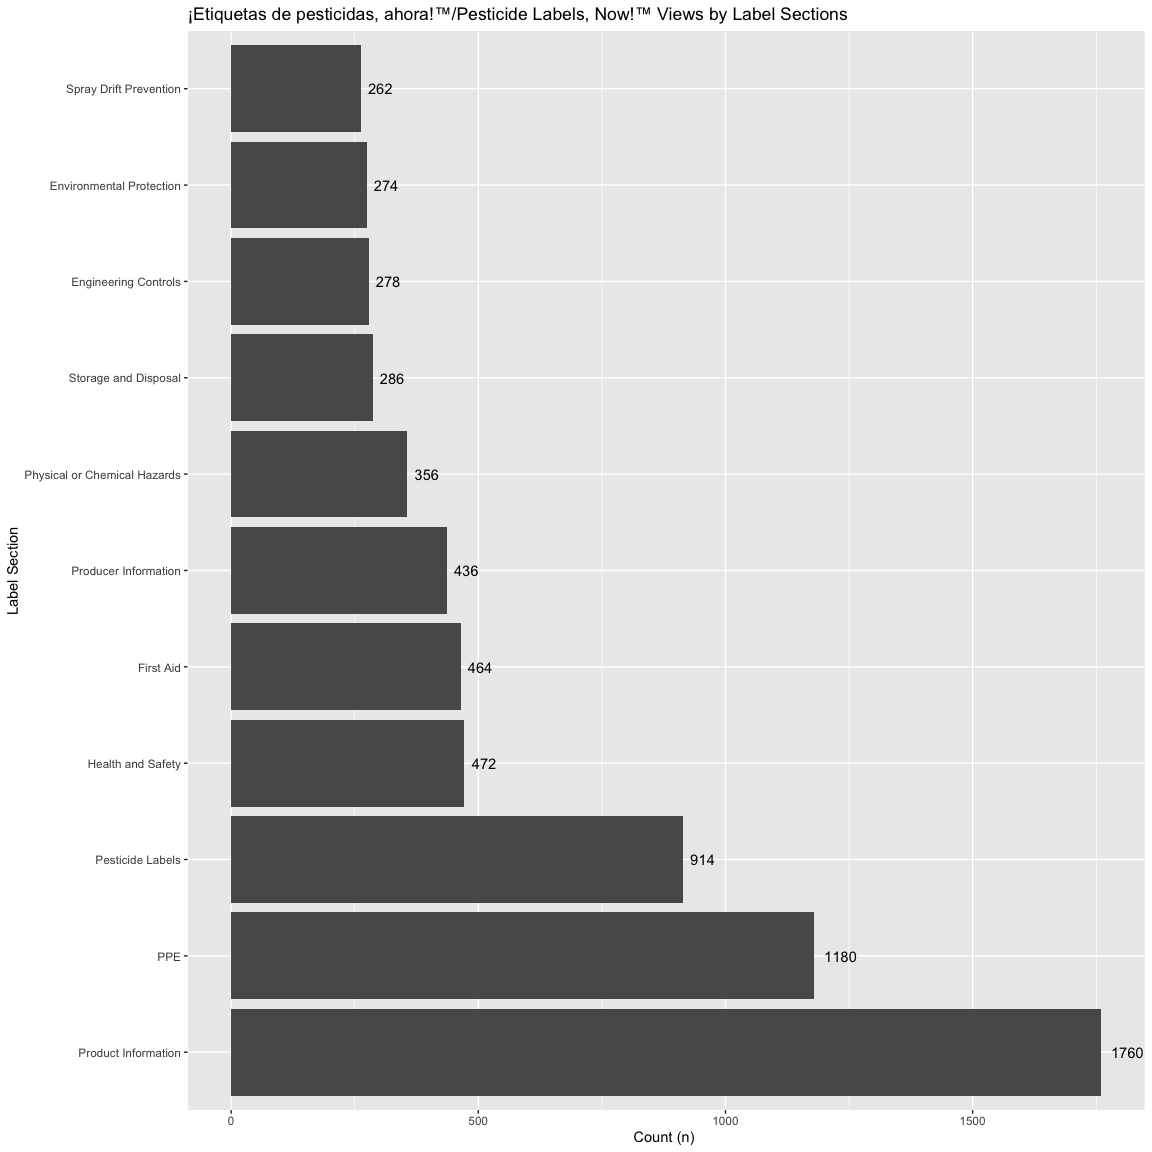 ¡Etiquetas de pesticidas, ahora!™/Pesticide Labels, Now!™ Views by Label Sections
Label Section
Spray Drift Prevention 262
Environmental Protection 274
Engineering Controls 278
Storage and Disposal 286
Physical or Chemical Hazards 356
Producer Information 436
First Aid 464
Health and Safety 472
Pesticide Labels 914
PPE 1180
Product Information 1760
0 500 1000 1500
Count (n)